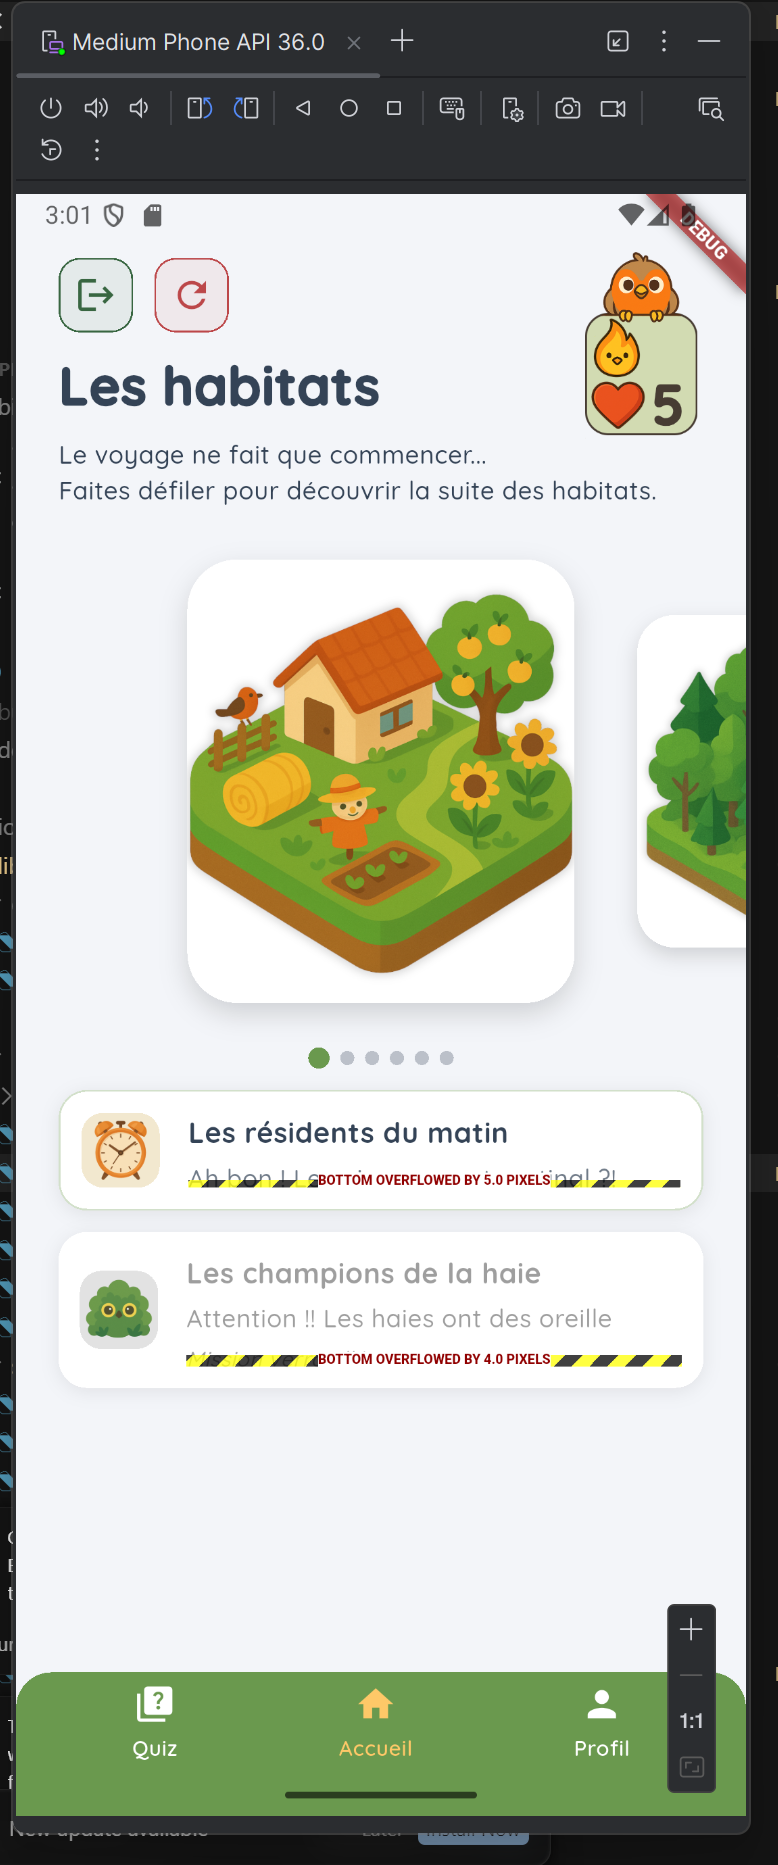 Medium Phone API 36.0
3:01
DEBUG
5
Les habitats
Le voyage ne fait que commencer...
Faites défiler pour découvrir la suite des habitats.
Les résidents du matin
Ah bon ! Le
BOTTOM OVERFLOWED BY 5.0 PIXELS
Les champions de la haie
Attention !! Les haies ont des oreille
Mission
BOTTOM OVERFLOWED BY 4.0 PIXELS
1:1
Quiz
Accueil
Profil
New update available
Later
Install Now